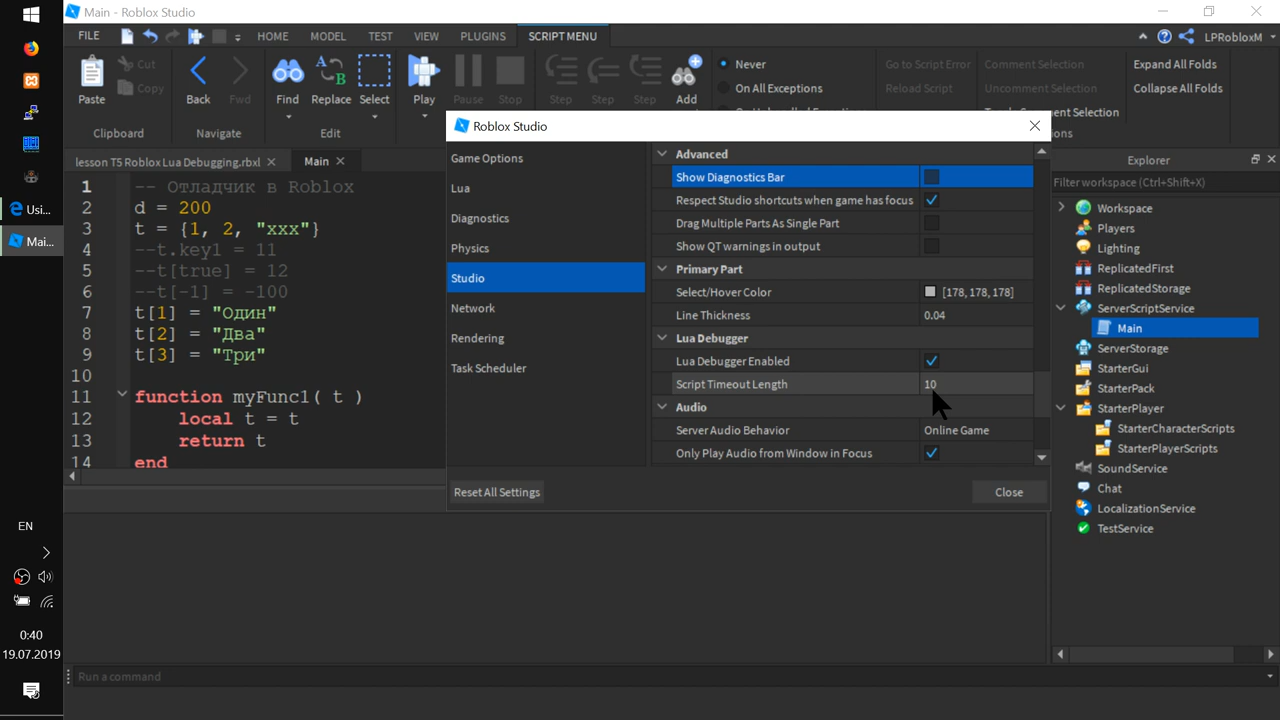 Main - Roblox Studio
FILE
HOME
MODEL
TEST
VIEW
PLUGINS
SCRIPT MENU
LPRobloxM
Paste
Cut
Copy
Clipboard
Back
Fwd
Navigate
Find
Replace
Select
Edit
Play
Pause
Stop
Step
Step
Step
Add
Never
On All Exceptions
Go to Script Error
Reload Script
Comment Selection
Uncomment Selection
Expand All Folds
Collapse All Folds
lesson T5 Roblox Lua Debugging.rbxl
Main
1 -- Отладчик в Roblox
2 d = 200
3 t = {1, 2, "xxx"}
4 --t.key1 = 11
5 --t[true] = 12
6 --t[-1] = -100
7 t[1] = "Один"
8 t[2] = "Два"
9 t[3] = "Три"
10
11 function myFunc1( t )
12 local t = t
13 return t
14 end
Roblox Studio
Game Options
Lua
Diagnostics
Physics
Studio
Network
Rendering
Task Scheduler
Advanced
Show Diagnostics Bar
Respect Studio shortcuts when game has focus
Drag Multiple Parts As Single Part
Show QT warnings in output
Primary Part
Select/Hover Color [178, 178, 178]
Line Thickness 0.04
Lua Debugger
Lua Debugger Enabled
Script Timeout Length 10
Audio
Server Audio Behavior Online Game
Only Play Audio from Window in Focus
Reset All Settings
Close
Explorer
Filter workspace (Ctrl+Shift+X)
Workspace
Players
Lighting
ReplicatedFirst
ReplicatedStorage
ServerScriptService
Main
ServerStorage
StarterGui
StarterPack
StarterPlayer
StarterCharacterScripts
StarterPlayerScripts
SoundService
Chat
LocalizationService
TestService
Usi...
Mai...
EN
0:40
19.07.2019
Run a command